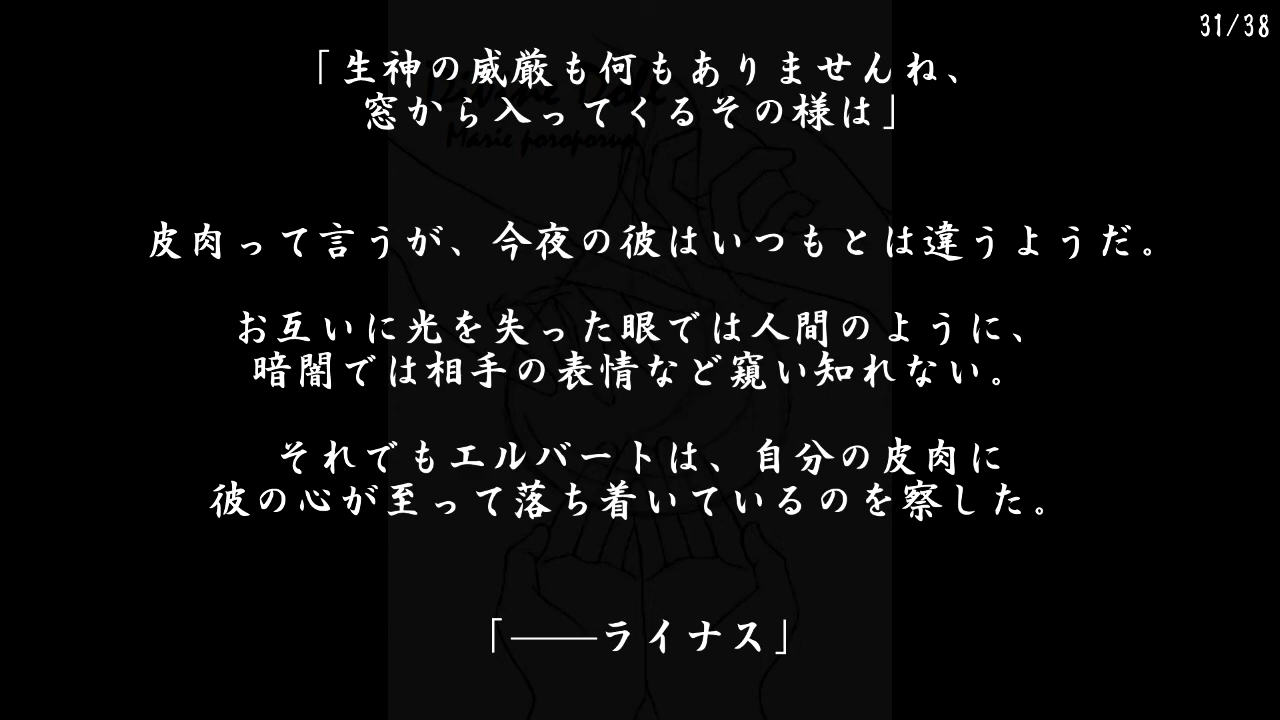 31/38
「生神の威厳も何もありませんね、
窓から入ってくるその様は」
皮肉って言うが、今夜の彼はいつもとは違うようだ。
お互いに光を失った眼では人間のように、
暗闇では相手の表情など窺い知れない。
それでもエルバートは、自分の皮肉に
彼の心が至って落ち着いているのを察した。
「――ライナス」